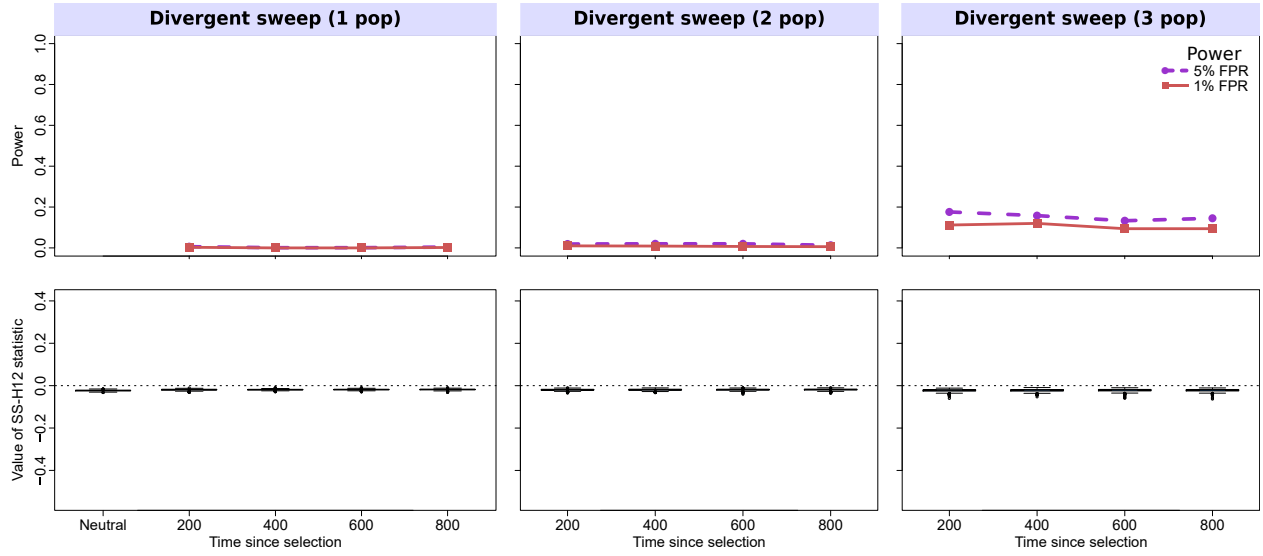 Divergent sweep (1 pop)
Divergent sweep (2 pop)
Divergent sweep (3 pop)
Power
1.0
0.8
0.6
0.4
0.2
0.0
Power
5% FPR
1% FPR
Value of SS-H12 statistic
0.4
0.2
0.0
−0.2
−0.4
Neutral 200 400 600 800
200 400 600 800
200 400 600 800
Time since selection
Time since selection
Time since selection